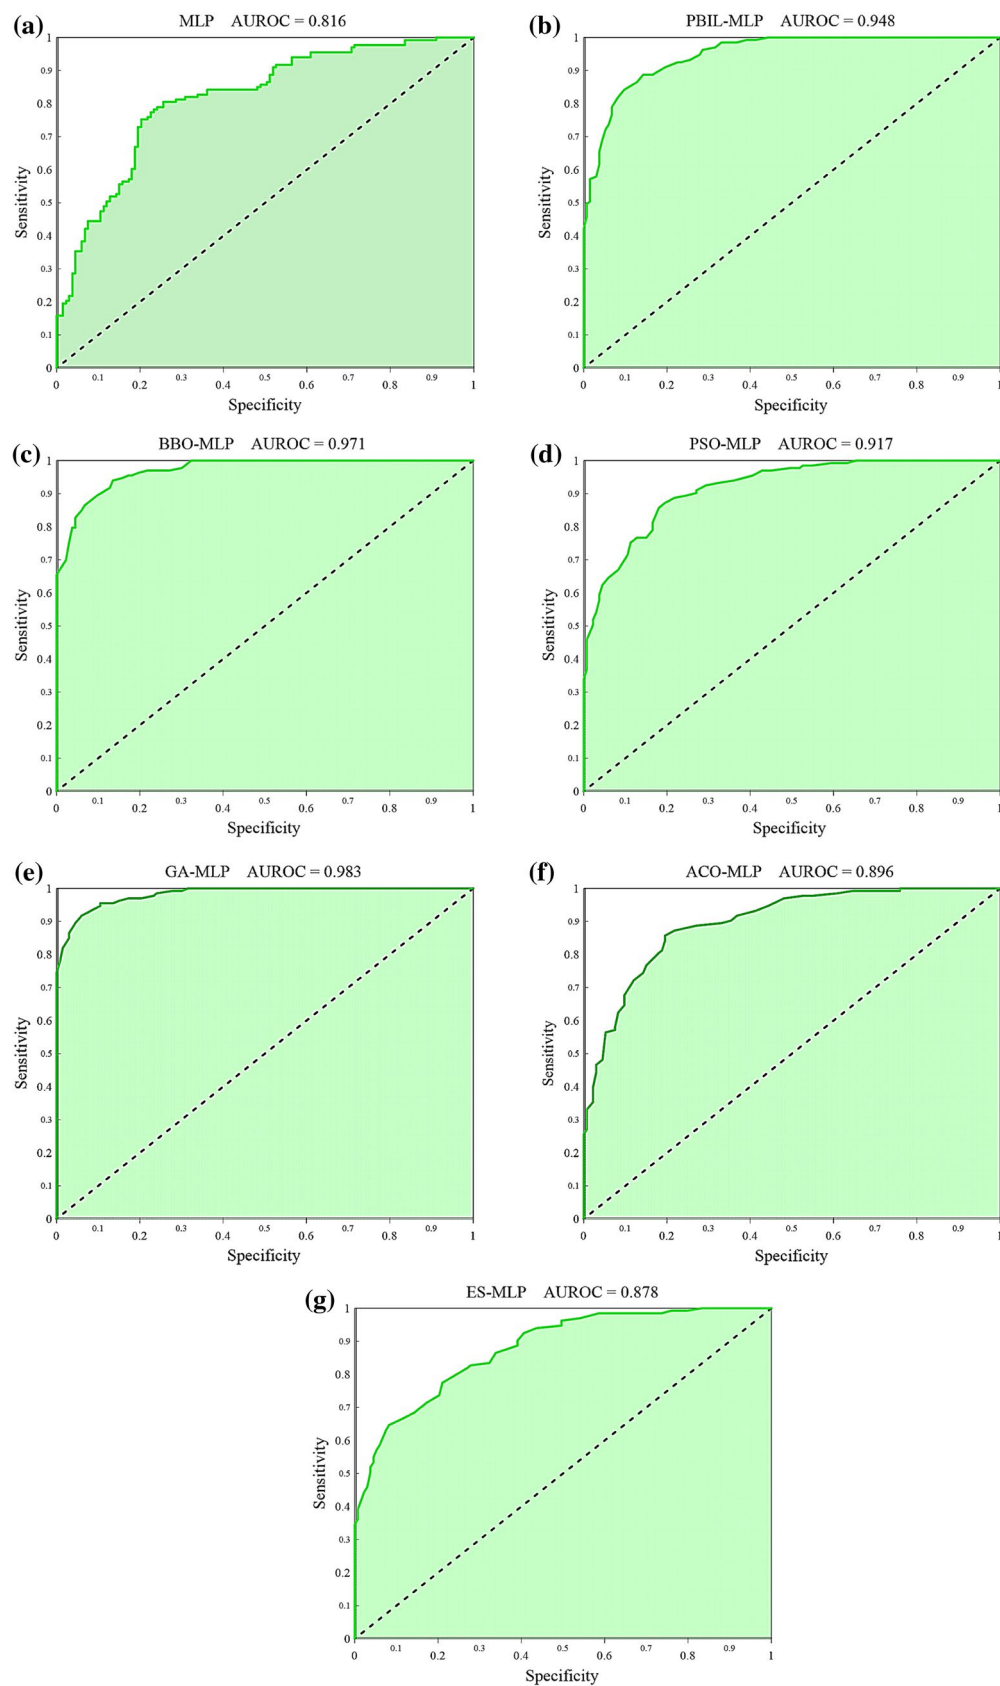 (a) MLP AUROC = 0.816
1
0.9
0.8
0.7
0.6
0.5
0.4
0.3
0.2
0.1
0
Sensitivity
0 0.1 0.2 0.3 0.4 0.5 0.6 0.7 0.8 0.9 1
Specificity
(b) PBIL-MLP AUROC = 0.948
1
0.9
0.8
0.7
0.6
0.5
0.4
0.3
0.2
0.1
0
Sensitivity
0 0.1 0.2 0.3 0.4 0.5 0.6 0.7 0.8 0.9 1
Specificity
(c) BBO-MLP AUROC = 0.971
1
0.9
0.8
0.7
0.6
0.5
0.4
0.3
0.2
0.1
0
Sensitivity
0 0.1 0.2 0.3 0.4 0.5 0.6 0.7 0.8 0.9 1
Specificity
(d) PSO-MLP AUROC = 0.917
1
0.9
0.8
0.7
0.6
0.5
0.4
0.3
0.2
0.1
0
Sensitivity
0 0.1 0.2 0.3 0.4 0.5 0.6 0.7 0.8 0.9 1
Specificity
(e) GA-MLP AUROC = 0.983
1
0.9
0.8
0.7
0.6
0.5
0.4
0.3
0.2
0.1
0
Sensitivity
0 0.1 0.2 0.3 0.4 0.5 0.6 0.7 0.8 0.9 1
Specificity
(f) ACO-MLP AUROC = 0.896
1
0.9
0.8
0.7
0.6
0.5
0.4
0.3
0.2
0.1
0
Sensitivity
0 0.1 0.2 0.3 0.4 0.5 0.6 0.7 0.8 0.9 1
Specificity
(g) ES-MLP AUROC = 0.878
1
0.9
0.8
0.7
0.6
0.5
0.4
0.3
0.2
0.1
0
Sensitivity
0 0.1 0.2 0.3 0.4 0.5 0.6 0.7 0.8 0.9 1
Specificity